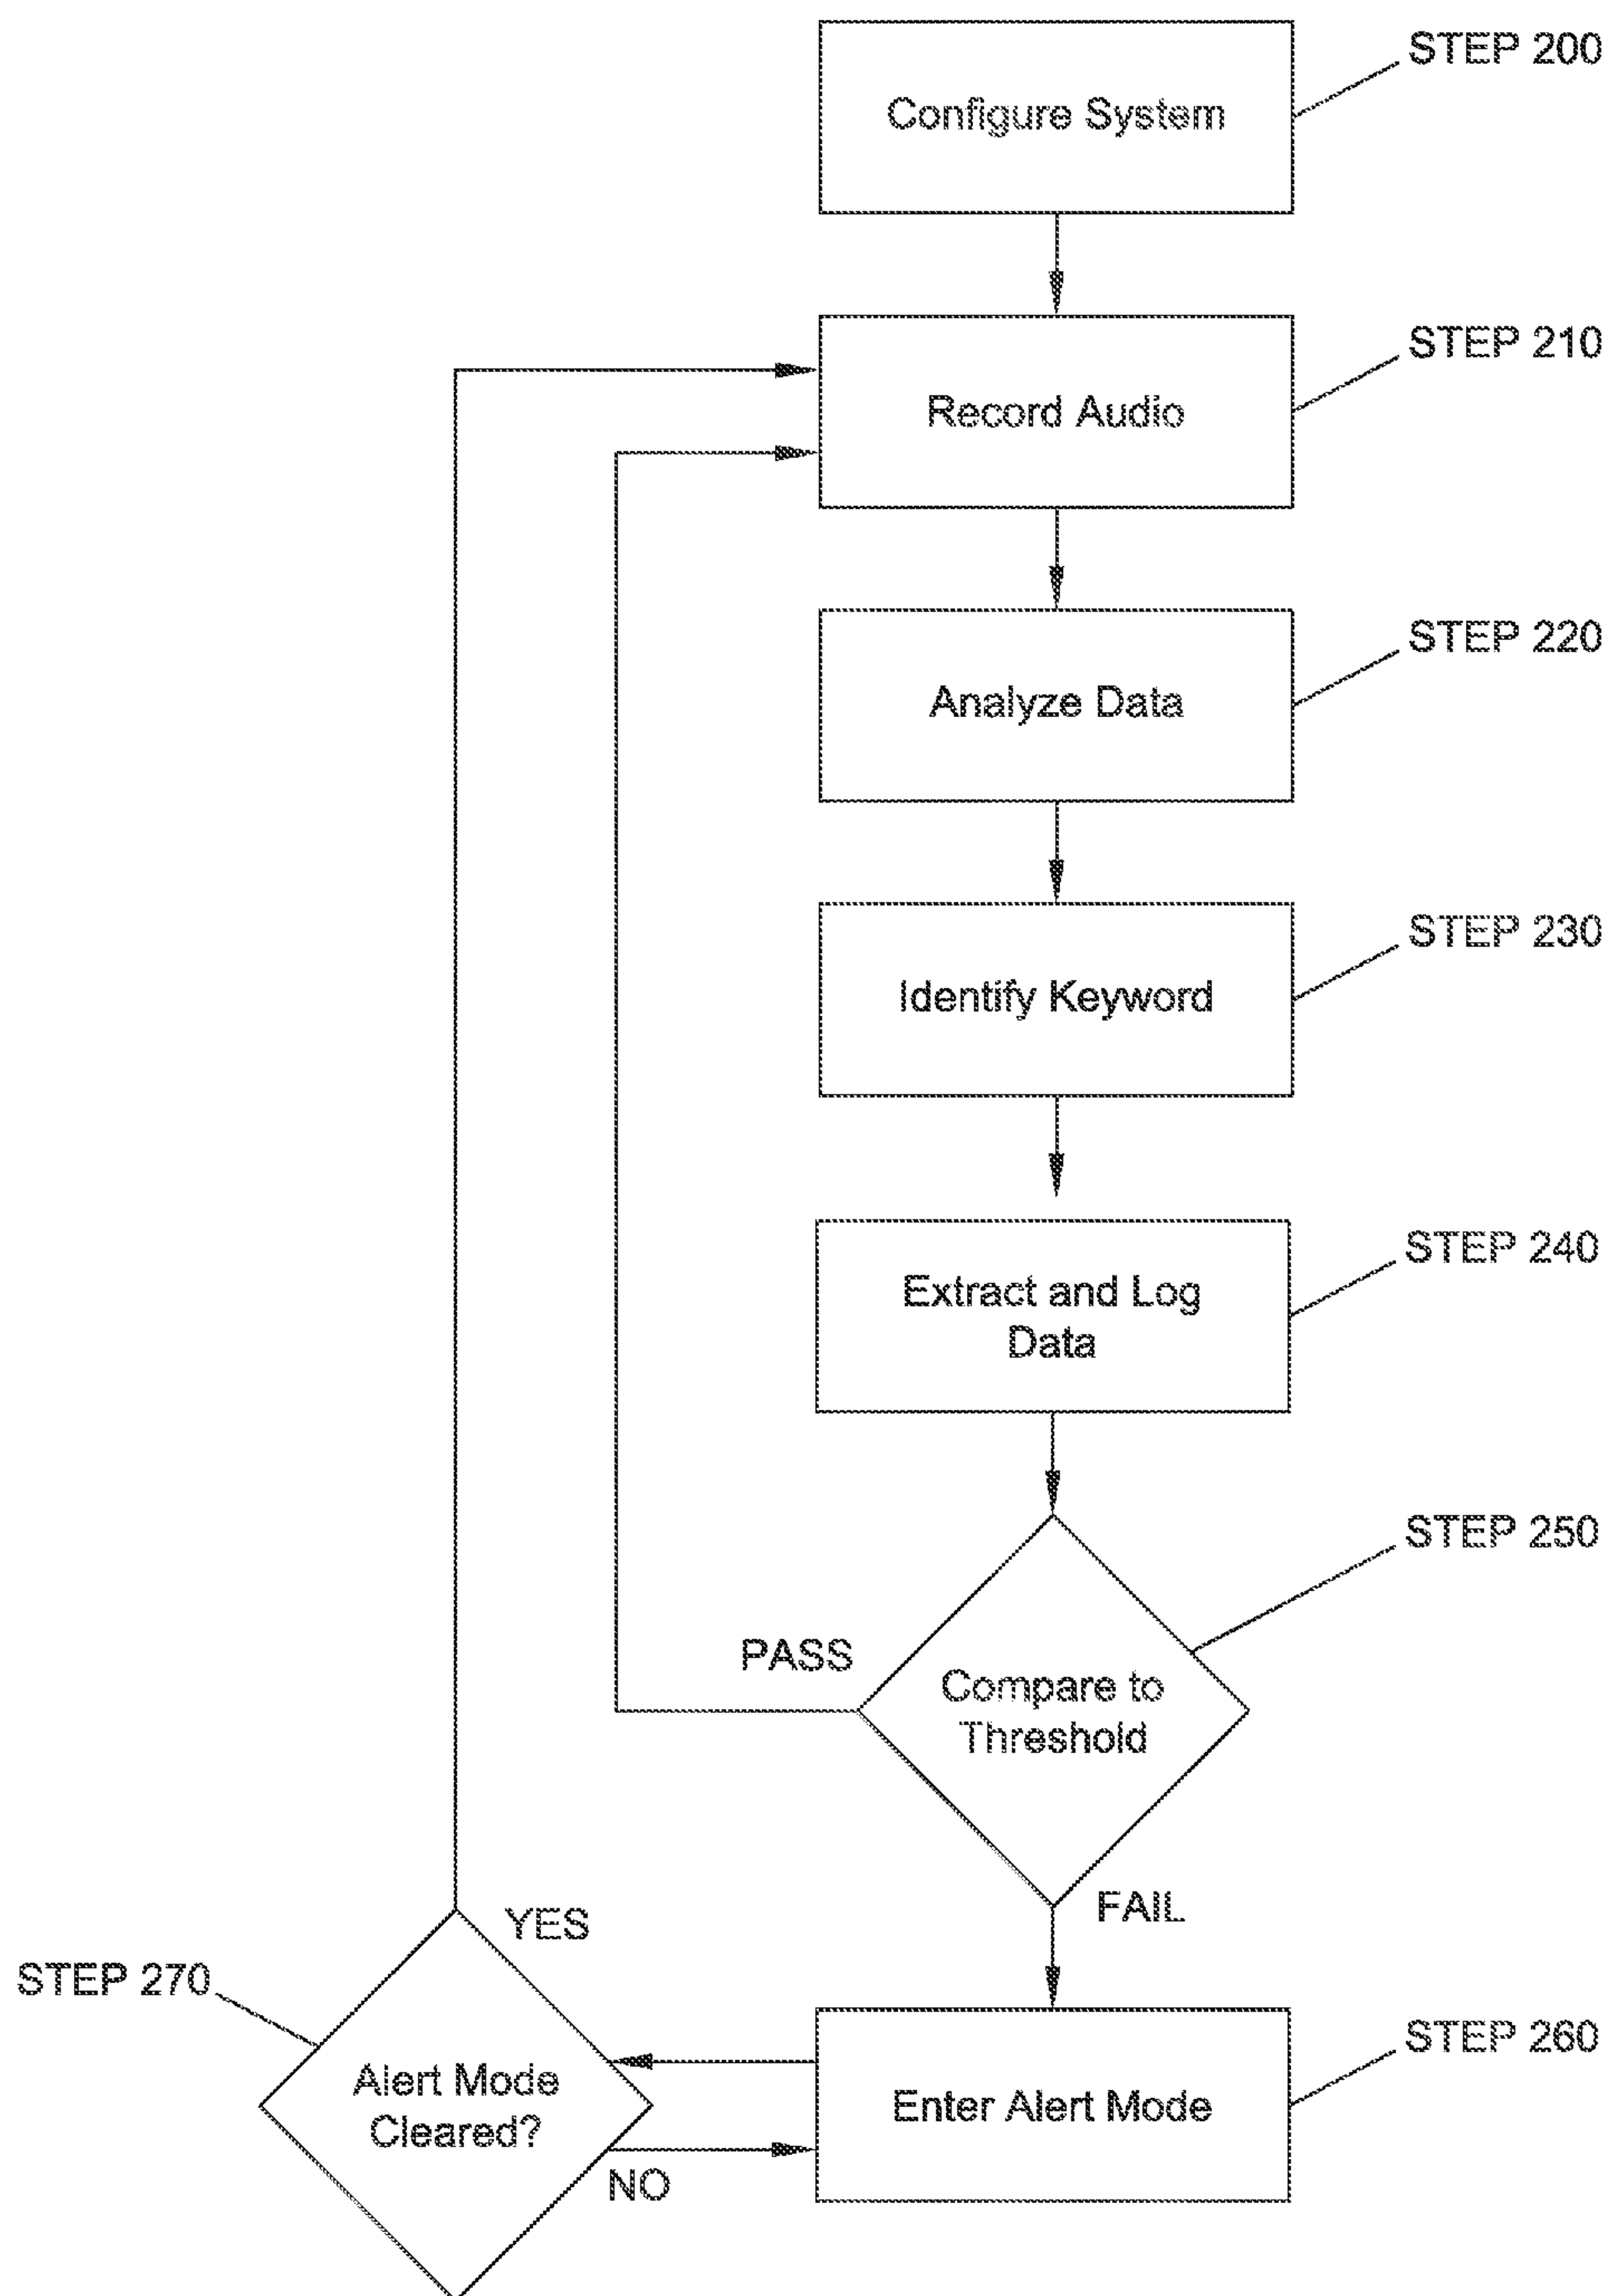 STEP 200
Configure System
STEP 210
Record Audio
STEP 220
Analyze Data
STEP 230
Identify Keyword
STEP 240
Extract and Log
Data
STEP 250
PASS
Compare to
Threshold
FAIL
YES
STEP 270
STEP 260
Alert Mode
Cleared?
Enter Alert Mode
NO